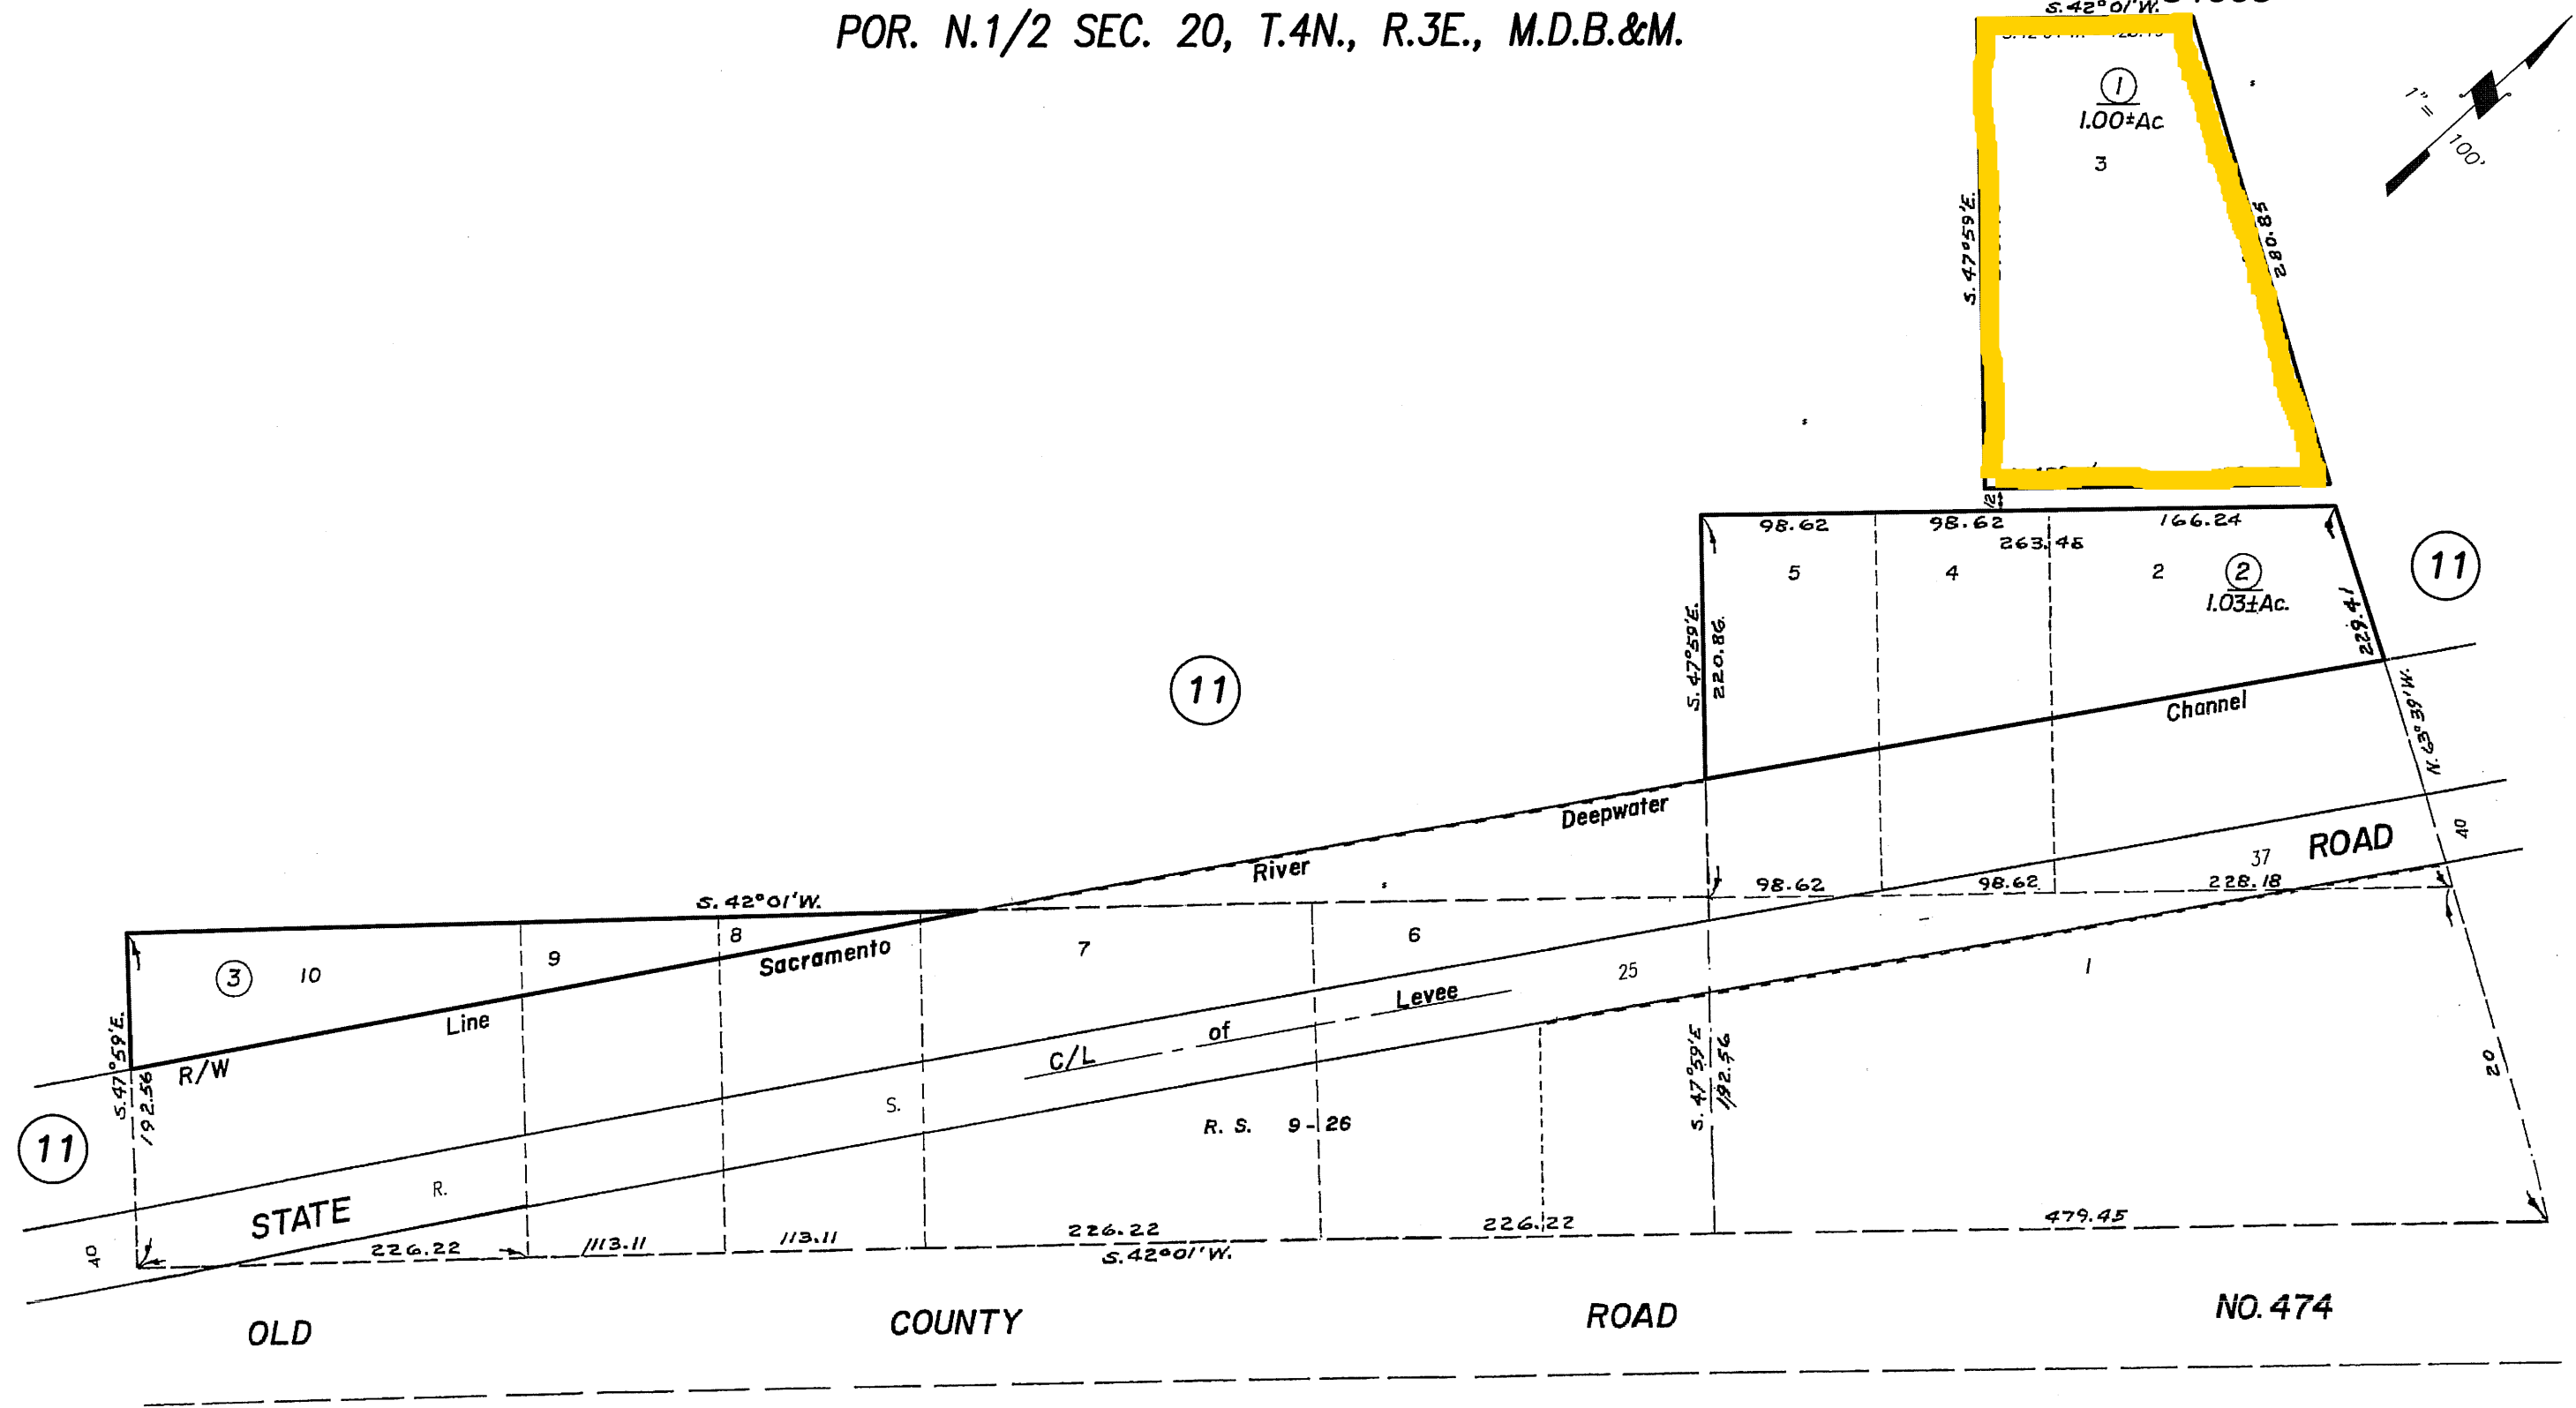 POR. N.1/2 SEC. 20, T.4N., R.3E., M.D.B.&M.
S.42°01'W.
1
1.00±Ac
3
1"=
100'
S.47°59'E.
280.85
12
98.62
98.62
166.24
263.45
5
4
2
2
1.03±Ac.
11
S.47°59'E.
220.86
229.41
11
Channel
N.63°39'W.
Deepwater
River
ROAD
40
37
98.62
98.62
228.18
S.42°01'W.
8
9
7
6
3
10
Sacramento
25
1
Line
Levee
of
C/L
R/W
S.47°59'E.
192.56
S.47°59'E
192.56
20
S.
R. S. 9-26
11
R.
STATE
40
226.22
113.11
113.11
226.22
226.22
479.45
S.42°01'W.
OLD COUNTY ROAD NO. 474